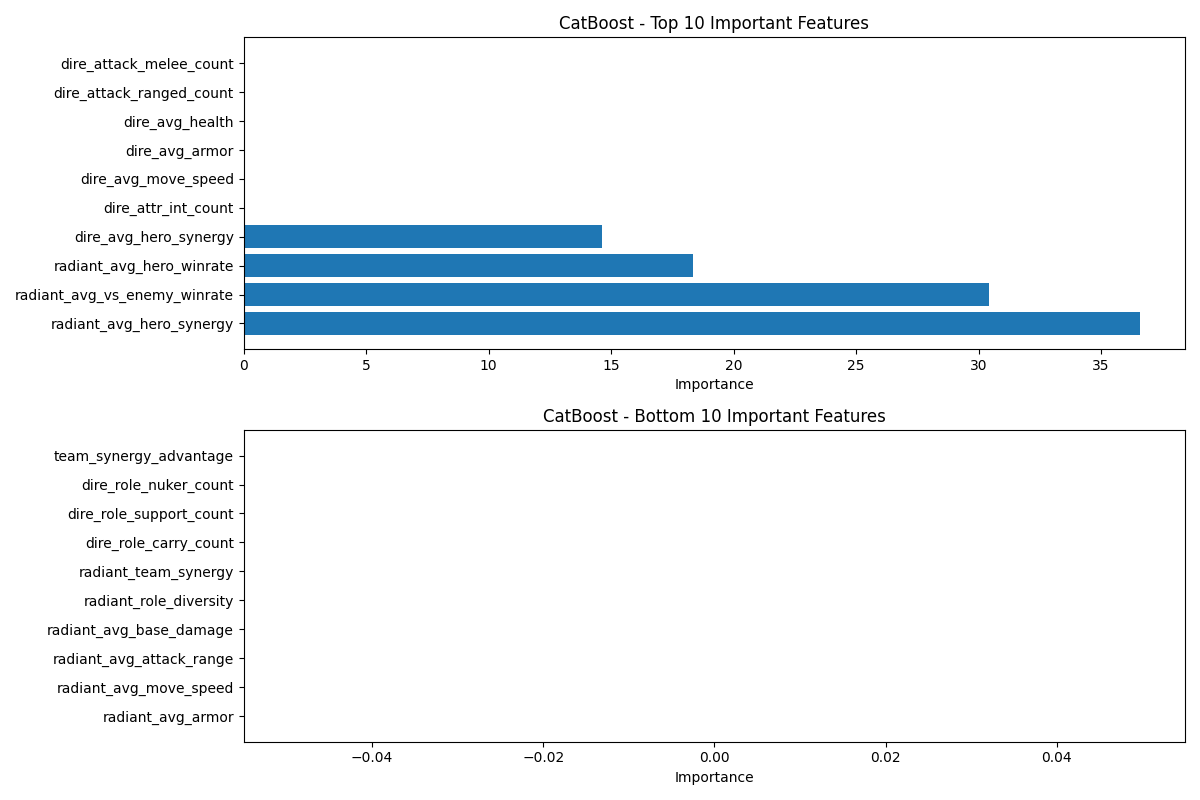 CatBoost - Top 10 Important Features
dire_attack_melee_count
dire_attack_ranged_count
dire_avg_health
dire_avg_armor
dire_avg_move_speed
dire_attr_int_count
dire_avg_hero_synergy
radiant_avg_hero_winrate
radiant_avg_vs_enemy_winrate
radiant_avg_hero_synergy
0 5 10 15 20 25 30 35
Importance
CatBoost - Bottom 10 Important Features
team_synergy_advantage
dire_role_nuker_count
dire_role_support_count
dire_role_carry_count
radiant_team_synergy
radiant_role_diversity
radiant_avg_base_damage
radiant_avg_attack_range
radiant_avg_move_speed
radiant_avg_armor
−0.04 −0.02 0.00 0.02 0.04
Importance